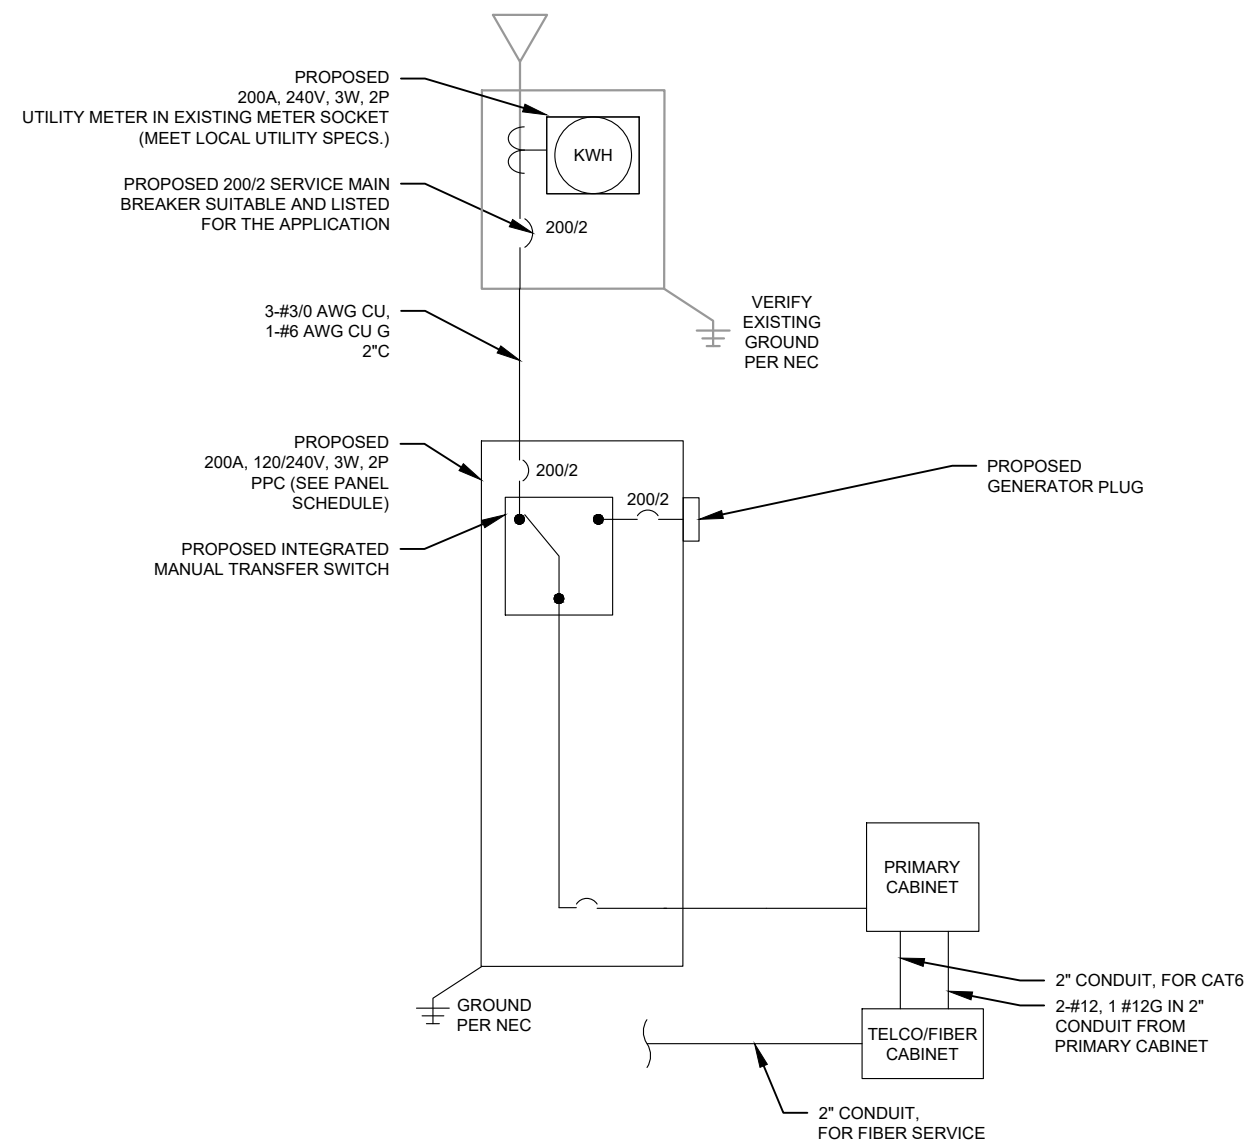 PROPOSED
200A, 240V, 3W, 2P
UTILITY METER IN EXISTING METER SOCKET
(MEET LOCAL UTILITY SPECS.)
KWH
PROPOSED 200/2 SERVICE MAIN
BREAKER SUITABLE AND LISTED
FOR THE APPLICATION
200/2
3-#3/0 AWG CU,
1-#6 AWG CU G
2"C
VERIFY
EXISTING
GROUND
PER NEC
PROPOSED
200A, 120/240V, 3W, 2P
PPC (SEE PANEL
SCHEDULE)
200/2
200/2
PROPOSED
GENERATOR PLUG
PROPOSED INTEGRATED
MANUAL TRANSFER SWITCH
PRIMARY
CABINET
2" CONDUIT, FOR CAT6
2-#12, 1 #12G IN 2"
CONDUIT FROM
PRIMARY CABINET
GROUND
PER NEC
TELCO/FIBER
CABINET
2" CONDUIT,
FOR FIBER SERVICE